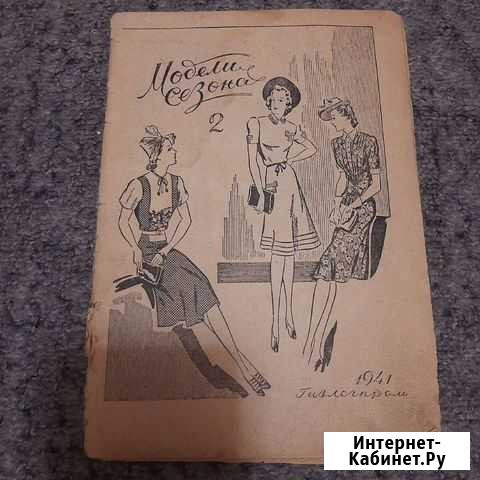 Модели
сезона
2
1941
Гизлегпром
Интернет-
Кабинет.Ру